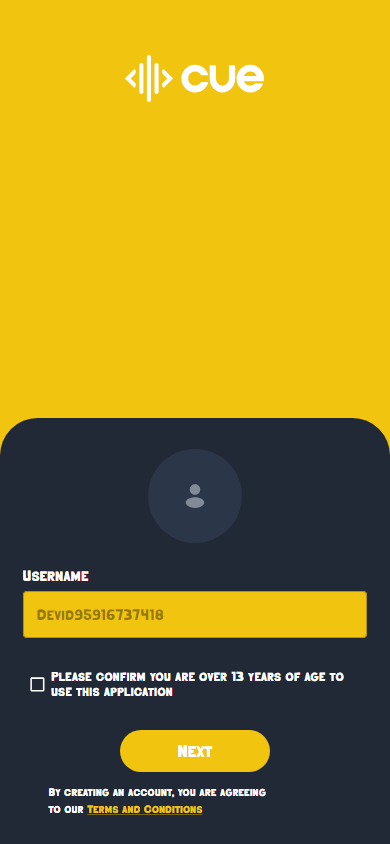 cue
Username
Devid95916737418
Please confirm you are over 13 years of age to
use this application
Next
By creating an account, you are agreeing
to our Terms and Conditions